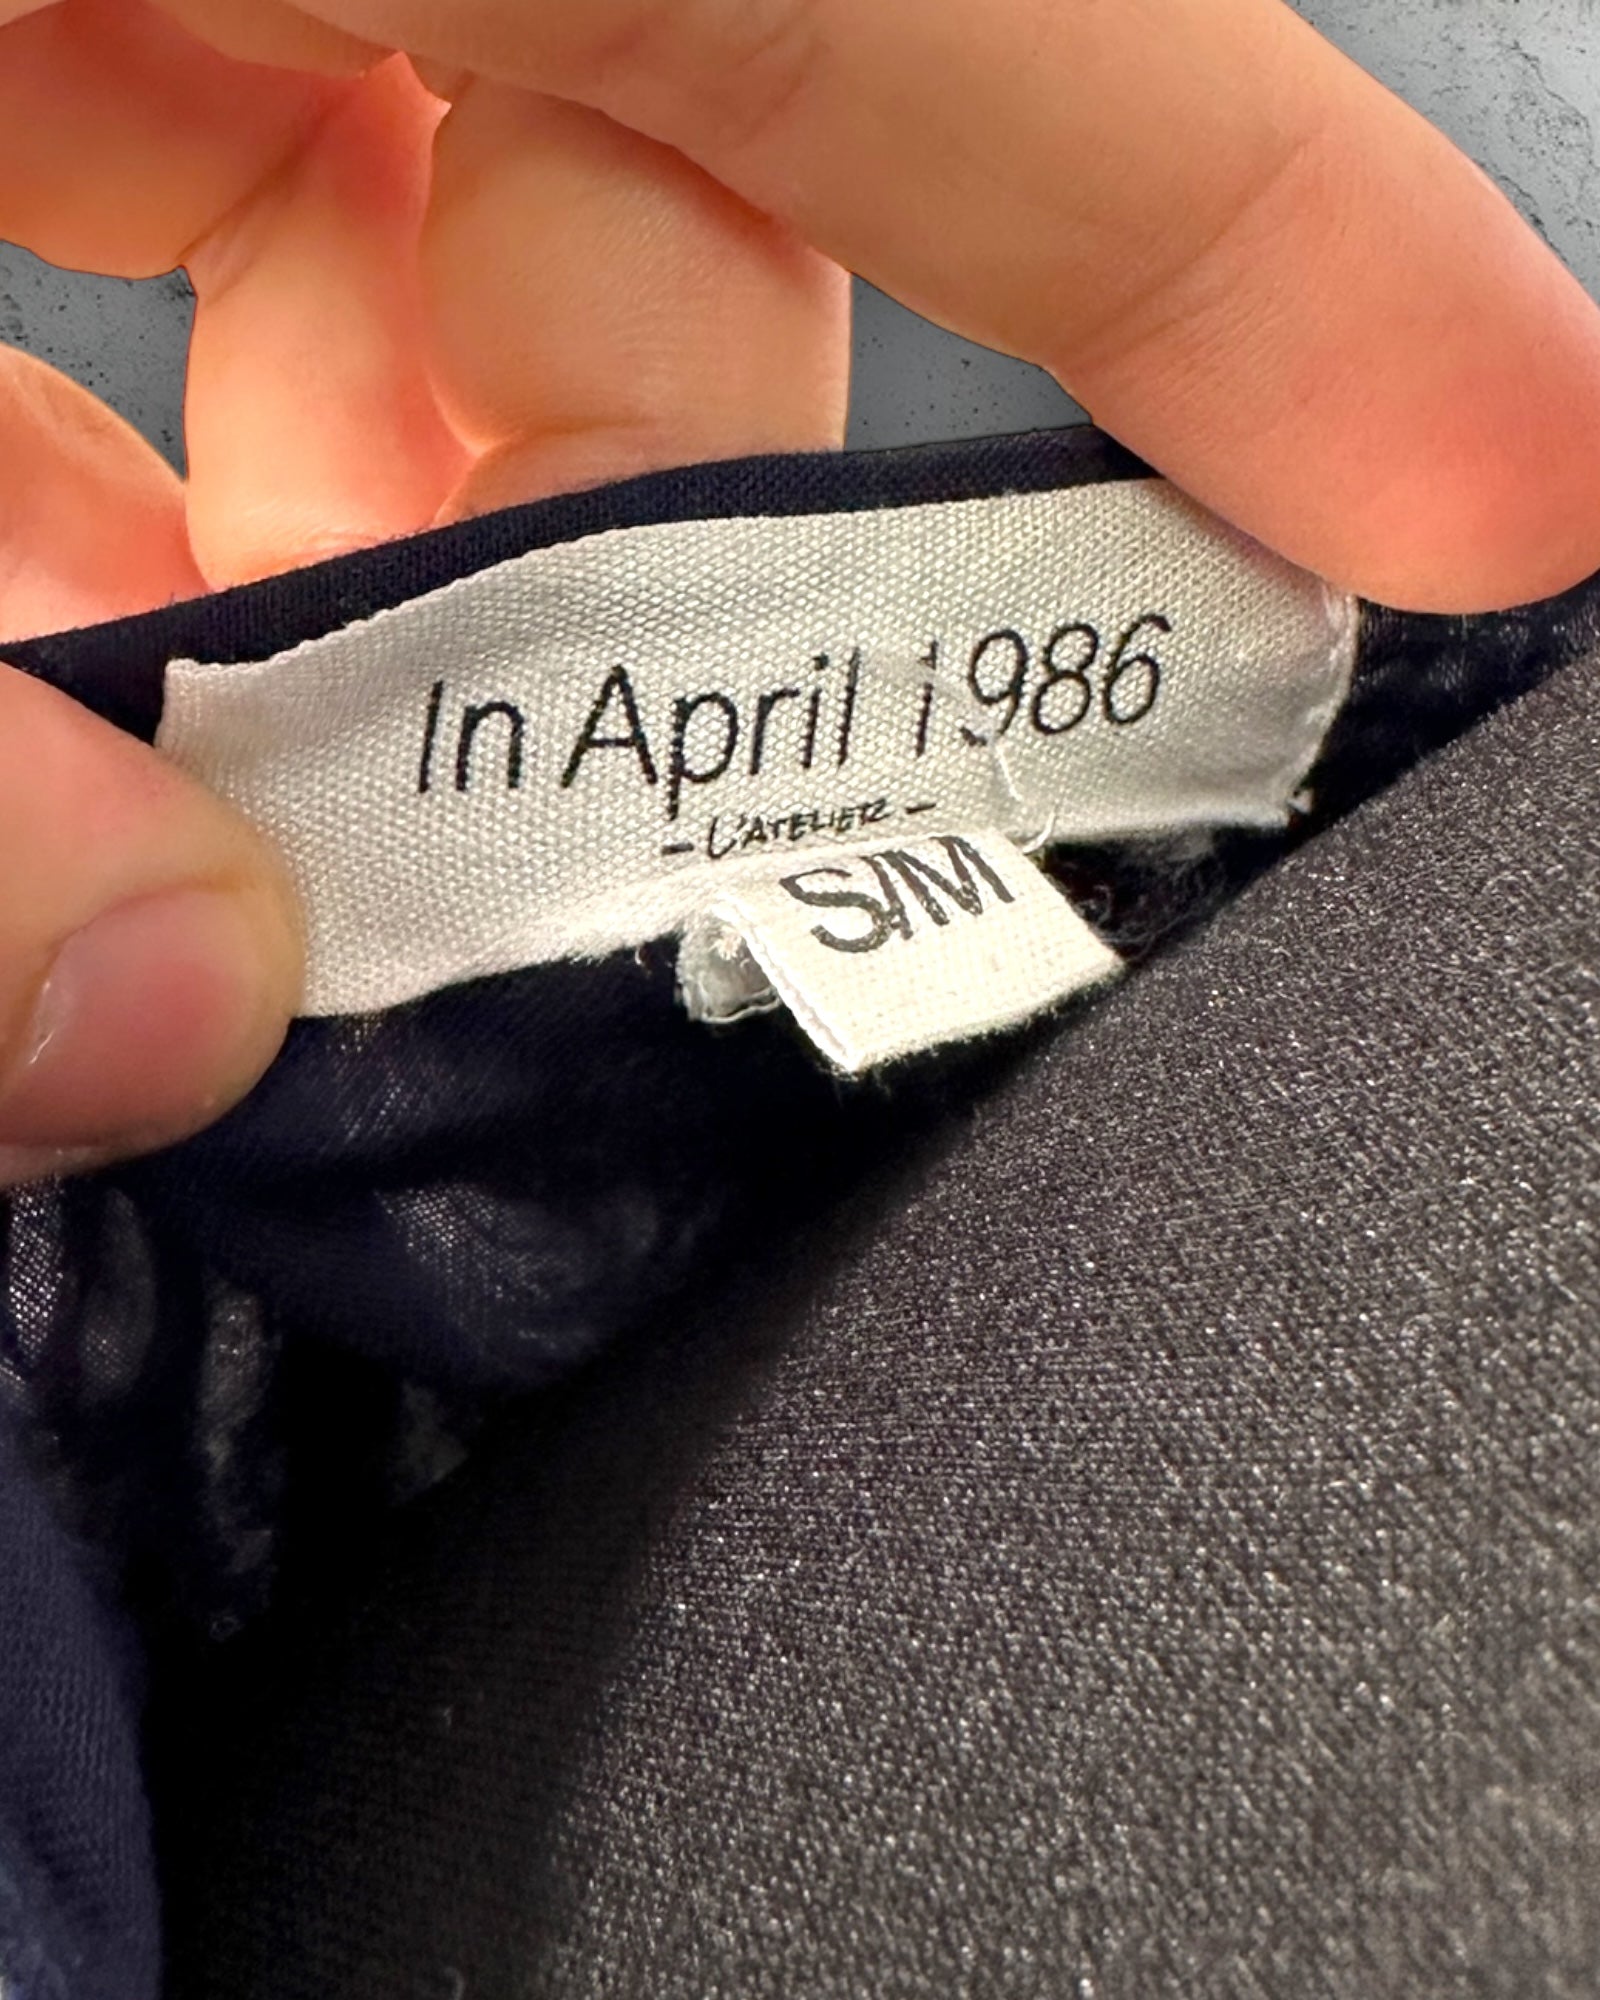 In April 1986
- L'ATELIER -
S/M